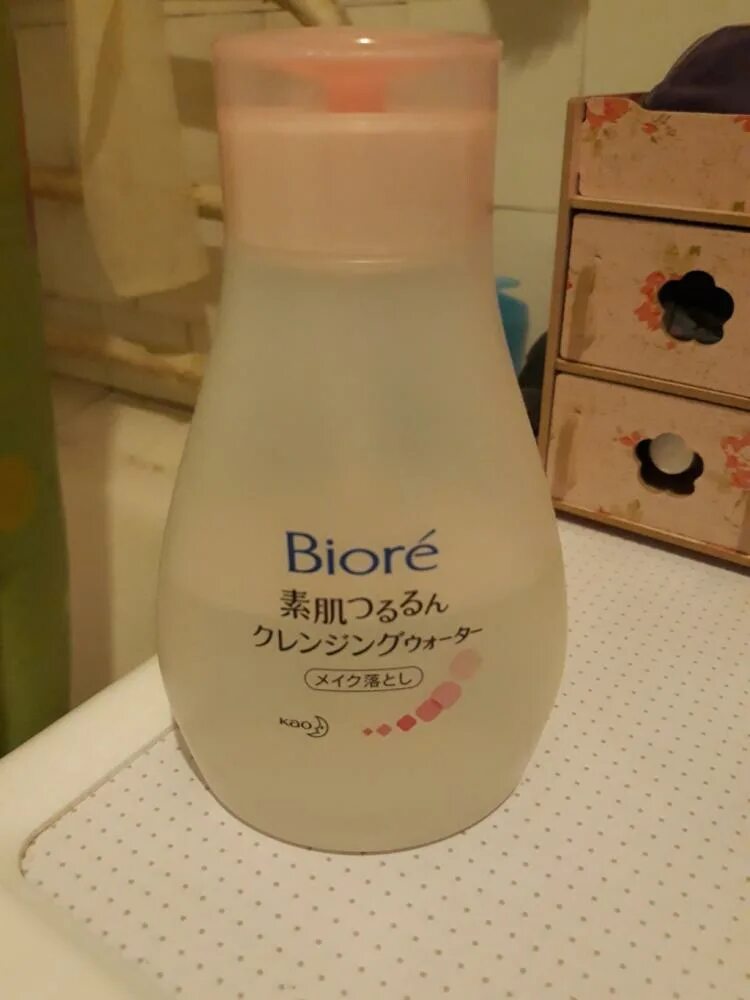 Bioré
素肌つるるん
クレンジングウォーター
メイク落とし
Kao